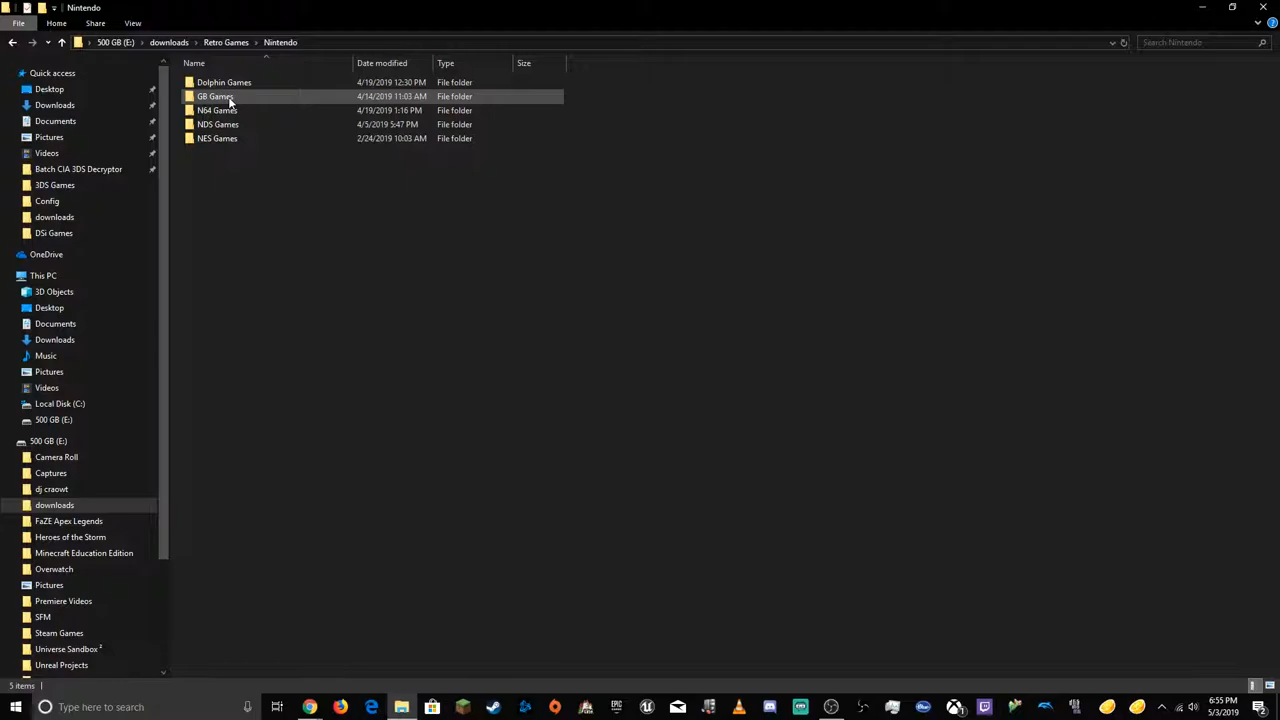 Nintendo
File Home Share View
500 GB (E:) › downloads › Retro Games › Nintendo
Search Nintendo
Name Date modified Type Size
Dolphin Games 4/19/2019 12:30 PM File folder
GB Games 4/14/2019 11:03 AM File folder
N64 Games 4/19/2019 1:16 PM File folder
NDS Games 4/5/2019 5:47 PM File folder
NES Games 2/24/2019 10:03 AM File folder
Quick access
Desktop
Downloads
Documents
Pictures
Videos
Batch CIA 3DS Decryptor
3DS Games
Config
downloads
DSi Games
OneDrive
This PC
3D Objects
Desktop
Documents
Downloads
Music
Pictures
Videos
Local Disk (C:)
500 GB (E:)
500 GB (E:)
Camera Roll
Captures
dj craowt
downloads
FaZE Apex Legends
Heroes of the Storm
Minecraft Education Edition
Overwatch
Pictures
Premiere Videos
SFM
Steam Games
Universe Sandbox ²
Unreal Projects
5 items
Type here to search
EPIC GAMES
6:55 PM
5/3/2019
2